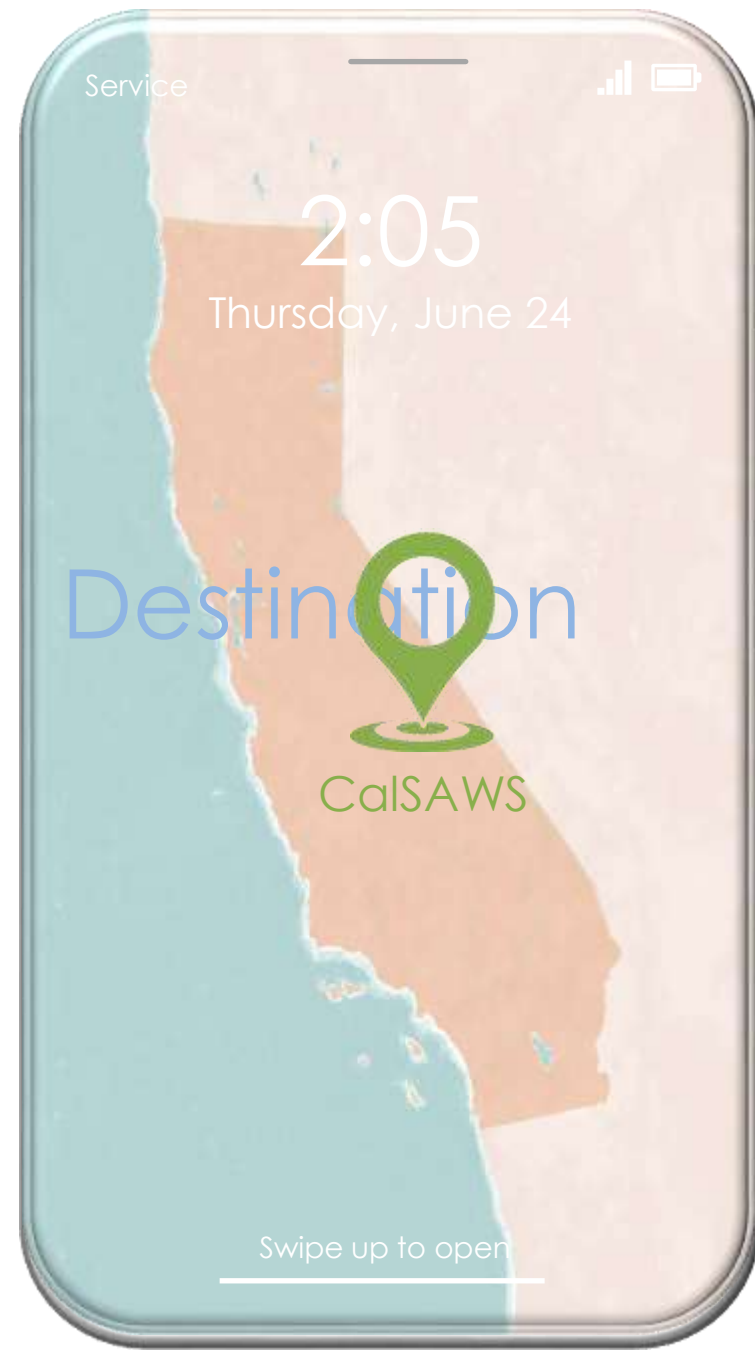 Service
2:05
Thursday, June 24
Destination
CalSAWS
Swipe up to open